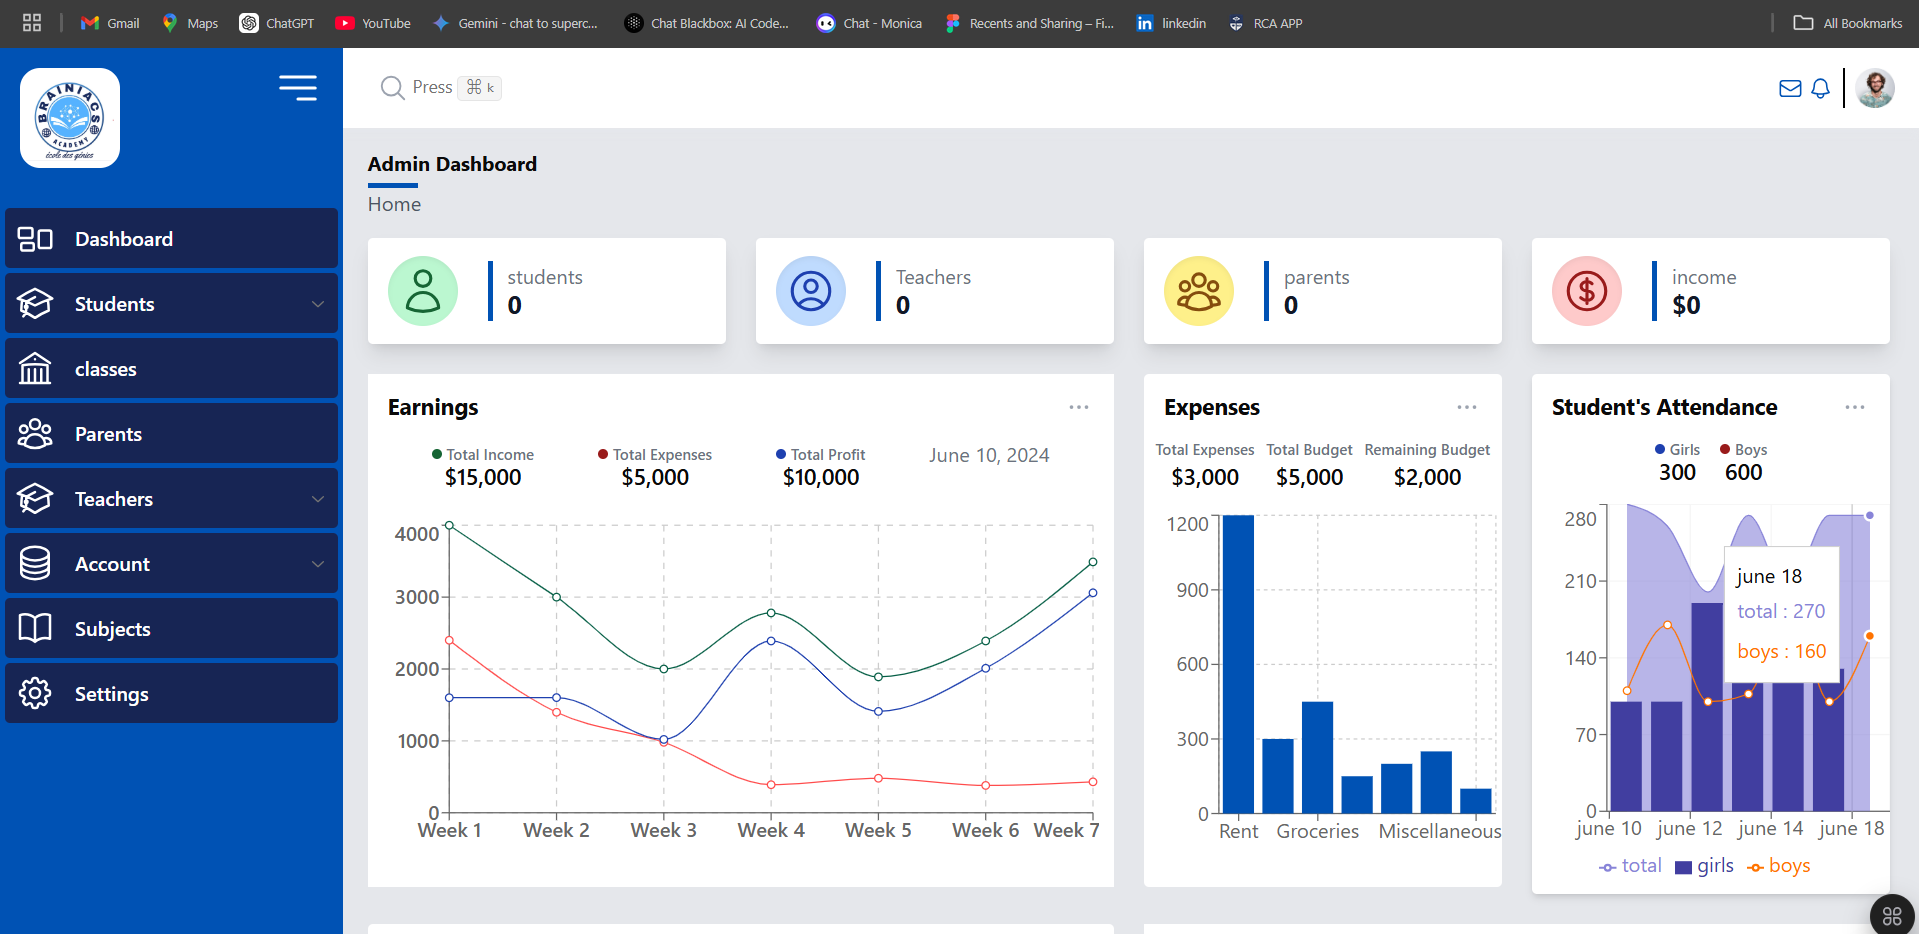 Gmail
Maps
ChatGPT
YouTube
Gemini - chat to superc...
Chat Blackbox: AI Code...
Chat - Monica
Recents and Sharing – Fi...
linkedin
RCA APP
All Bookmarks
BRAINIACS
ACADEMY
école des génies
Press ⌘ k
Dashboard
Students
classes
Parents
Teachers
Account
Subjects
Settings
Admin Dashboard
Home
students
0
Teachers
0
parents
0
income
$0
Earnings
Total Income
$15,000
Total Expenses
$5,000
Total Profit
$10,000
June 10, 2024
4000
3000
2000
1000
0
Week 1 Week 2 Week 3 Week 4 Week 5 Week 6 Week 7
Expenses
Total Expenses
$3,000
Total Budget
$5,000
Remaining Budget
$2,000
1200
900
600
300
0
Rent Groceries Miscellaneous
Student's Attendance
Girls
300
Boys
600
280
210
140
70
0
june 18
total : 270
boys : 160
june 10 june 12 june 14 june 18
total girls boys